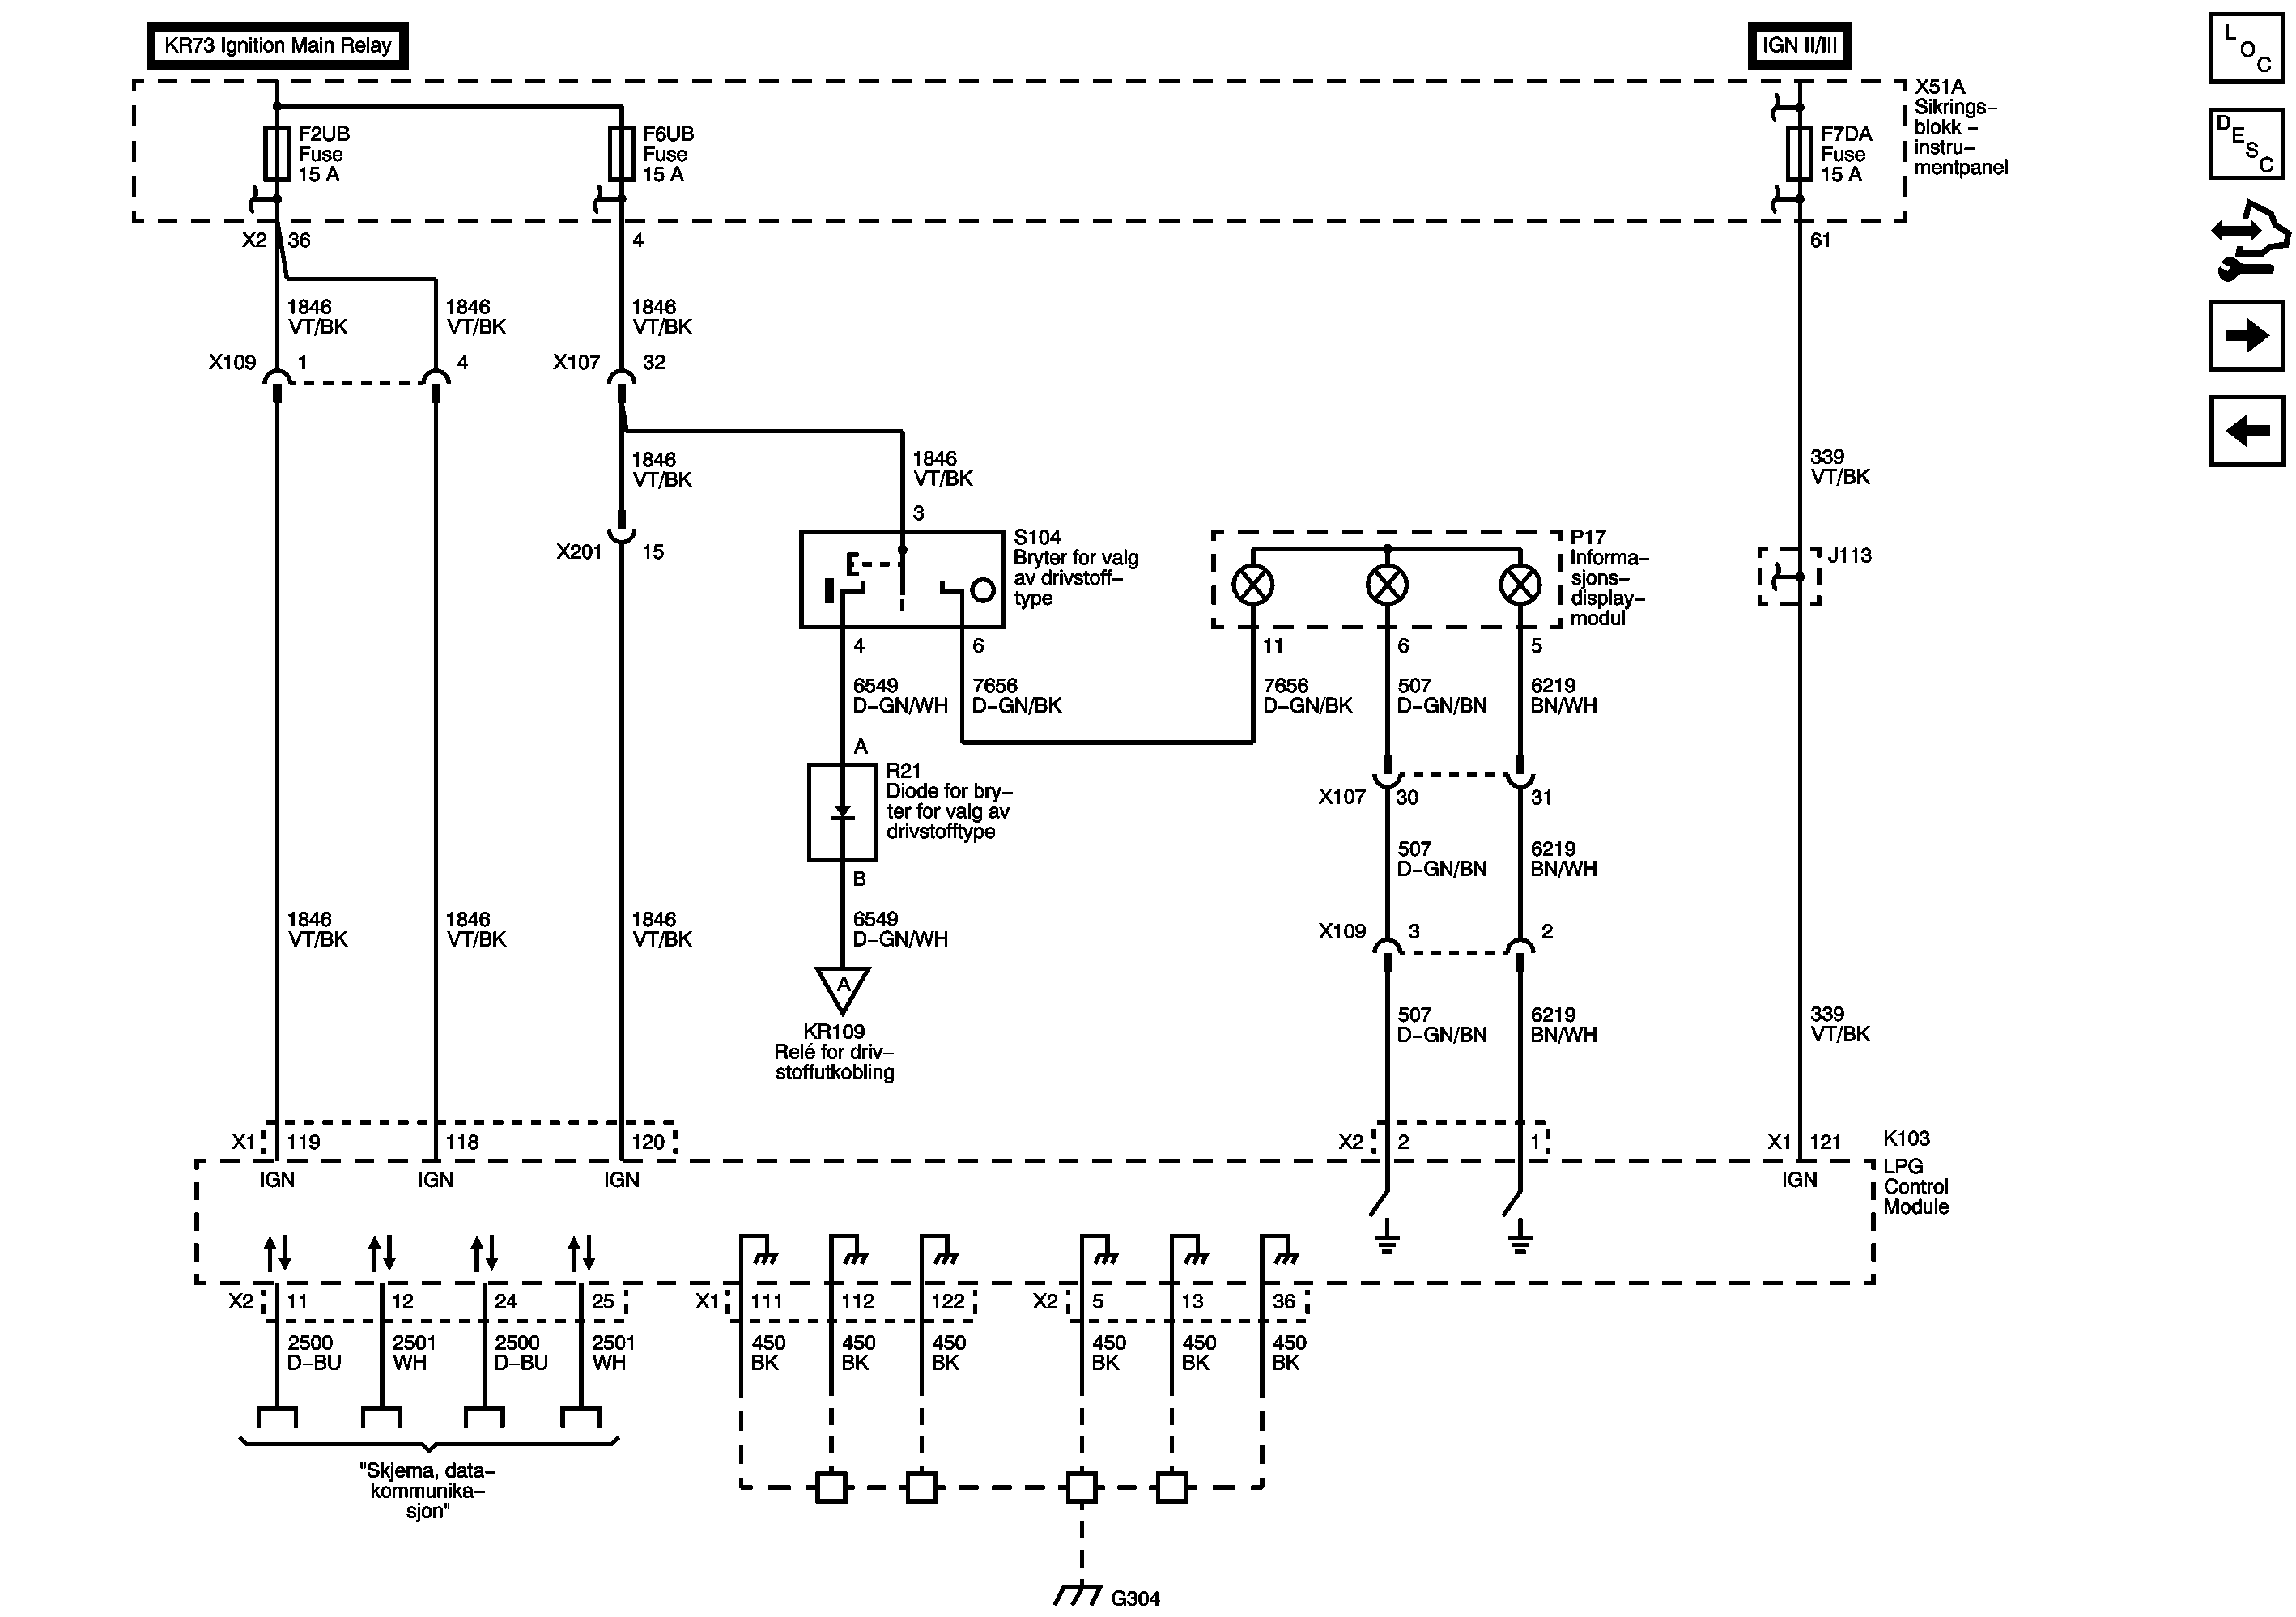 KR73 Ignition Main Relay
IGN II/III
L
O
C
X51A
Sikrings–
blokk –
instru–
mentpanel
F2UB
Fuse
15 A
F6UB
Fuse
15 A
F7DA
Fuse
15 A
D
E
S
C
X2 36
4
61
1846
VT/BK
1846
VT/BK
1846
VT/BK
X109 1
4
X107 32
1846
VT/BK
1846
VT/BK
339
VT/BK
3
X201 15
S104
Bryter for valg
av drivstoff–
type
P17
Informa–
sjons–
display–
modul
J113
4
6
11
6
5
6549
D–GN/WH
7656
D–GN/BK
7656
D–GN/BK
507
D–GN/BN
6219
BN/WH
A
R21
Diode for bry–
ter for valg av
drivstofftype
X107 30
31
B
507
D–GN/BN
6219
BN/WH
1846
VT/BK
1846
VT/BK
1846
VT/BK
6549
D–GN/WH
X109 3
2
A
KR109
Relé for driv–
stoffutkobling
507
D–GN/BN
6219
BN/WH
339
VT/BK
X1 119
118
120
X2 2
1
X1 121
K103
LPG
Control
Module
IGN
IGN
IGN
IGN
X2 11
12
24
25
X1 111
112
122
X2 5
13
36
2500
D–BU
2501
WH
2500
D–BU
2501
WH
450
BK
450
BK
450
BK
450
BK
450
BK
450
BK
"Skjema, data–
kommunika–
sjon"
G304